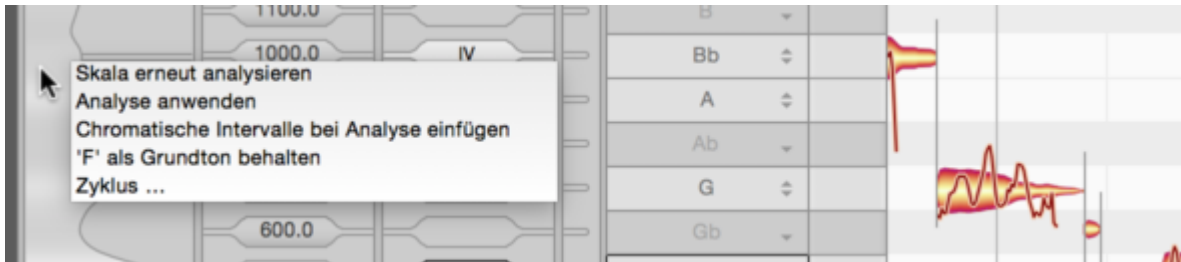 1100.0
B
1000.0
IV
Bb
Skala erneut analysieren
Analyse anwenden
A
Chromatische Intervalle bei Analyse einfügen
'F' als Grundton behalten
Ab
Zyklus ...
G
600.0
Gb